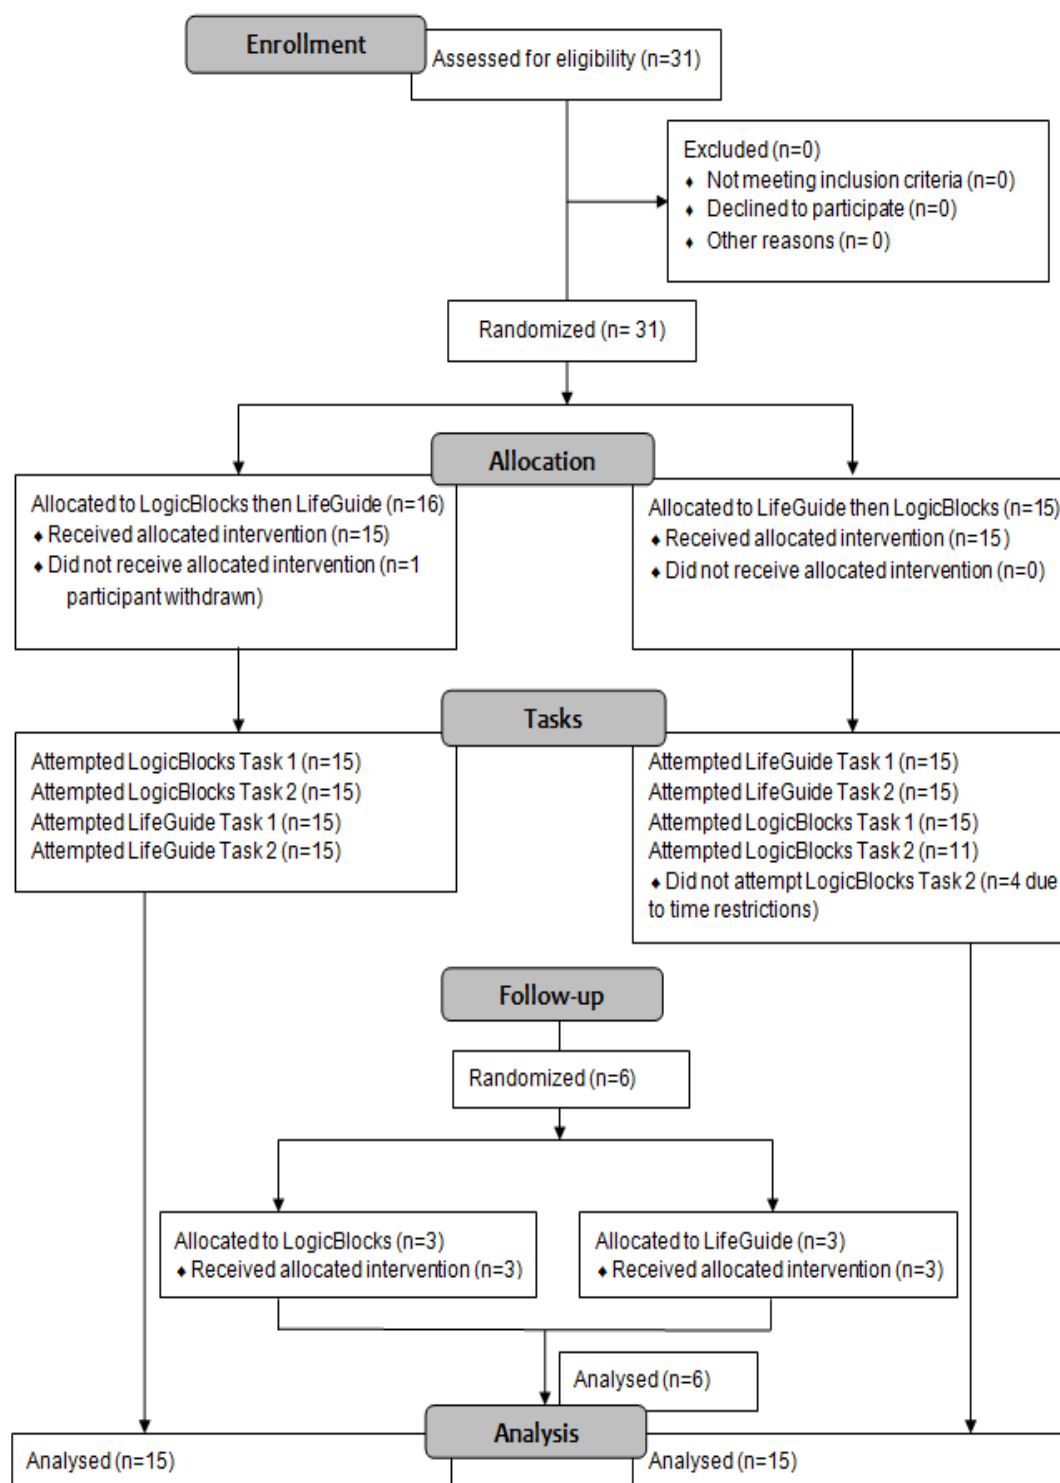 Enrollment
Assessed for eligibility (n=31)
Excluded (n=0)
♦ Not meeting inclusion criteria (n=0)
♦ Declined to participate (n=0)
♦ Other reasons (n= 0)
Randomized (n= 31)
Allocation
Allocated to LogicBlocks then LifeGuide (n=16)
♦ Received allocated intervention (n=15)
♦ Did not receive allocated intervention (n=1
participant withdrawn)
Allocated to LifeGuide then LogicBlocks (n=15)
♦ Received allocated intervention (n=15)
♦ Did not receive allocated intervention (n=0)
Tasks
Attempted LogicBlocks Task 1 (n=15)
Attempted LogicBlocks Task 2 (n=15)
Attempted LifeGuide Task 1 (n=15)
Attempted LifeGuide Task 2 (n=15)
Attempted LifeGuide Task 1 (n=15)
Attempted LifeGuide Task 2 (n=15)
Attempted LogicBlocks Task 1 (n=15)
Attempted LogicBlocks Task 2 (n=11)
♦ Did not attempt LogicBlocks Task 2 (n=4 due
to time restrictions)
Follow-up
Randomized (n=6)
Allocated to LogicBlocks (n=3)
♦ Received allocated intervention (n=3)
Allocated to LifeGuide (n=3)
♦ Received allocated intervention (n=3)
Analysed (n=6)
Analysis
Analysed (n=15)
Analysed (n=15)